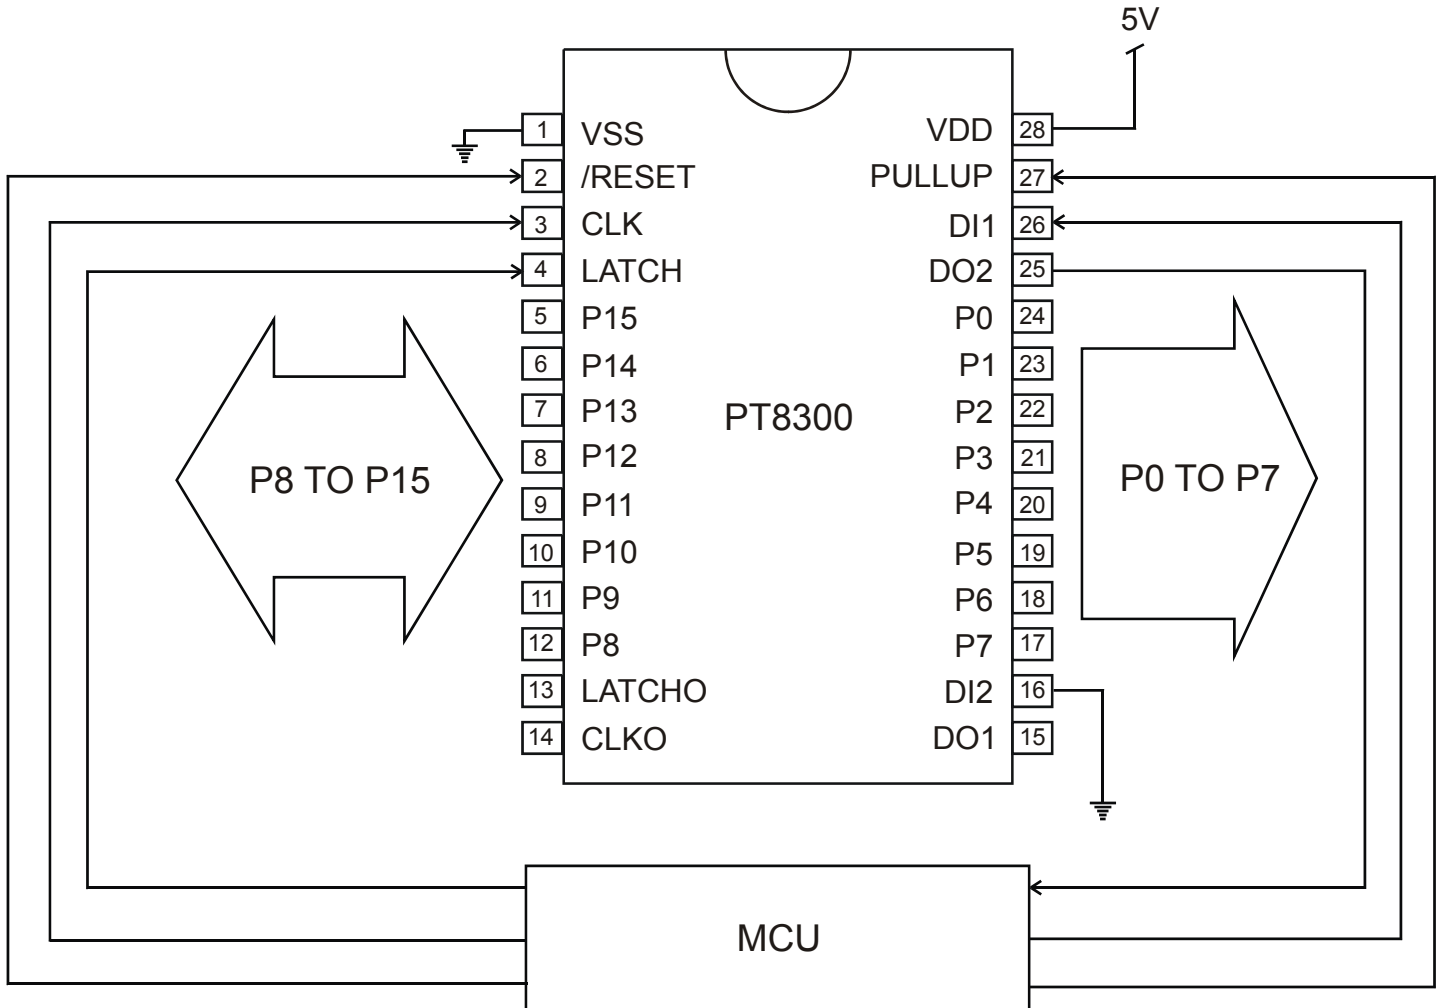 5V
1 VSS VDD 28
2 /RESET PULLUP 27
3 CLK DI1 26
4 LATCH DO2 25
5 P15 P0 24
6 P14 P1 23
7 P13 PT8300 P2 22
8 P12 P3 21
P8 TO P15 P0 TO P7
9 P11 P4 20
10 P10 P5 19
11 P9 P6 18
12 P8 P7 17
13 LATCHO DI2 16
14 CLKO DO1 15
MCU